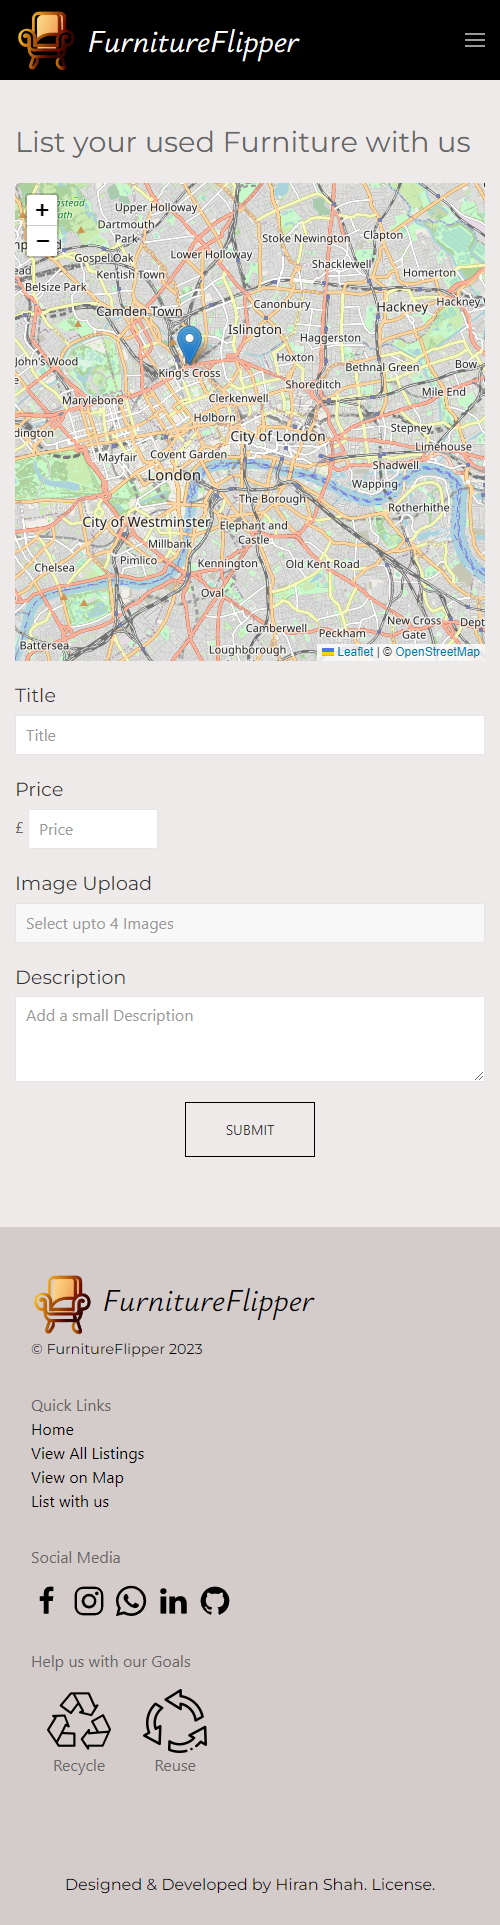 FurnitureFlipper
List your used Furniture with us
+
−
Upper Holloway
Dartmouth
Park
Stoke Newington
Clapton
Gospel Oak
Lower Holloway
Shacklewell
Kentish Town
Homerton
Belsize Park
Canonbury
Hackney
Hackney
Camden Town
Islington
Haggerston
John's Wood
Hoxton
Bethnal Green
Bow
King's Cross
Shoreditch
Marylebone
Clerkenwell
Mile End
Holborn
Stepney
dington
City of London
Mayfair
Covent Garden
Limehouse
Shadwell
London
Wapping
The Borough
Rotherhithe
City of Westminster
Elephant and
Castle
Millbank
Pimlico
Kennington
Old Kent Road
Chelsea
Oval
New Cross
Gate
Dept
Camberwell
Peckham
Battersea
Loughborough
Leaflet | © OpenStreetMap
Title
Title
Price
£ Price
Image Upload
Select upto 4 Images
Description
Add a small Description
SUBMIT
FurnitureFlipper
© FurnitureFlipper 2023
Quick Links
Home
View All Listings
View on Map
List with us
Social Media
Help us with our Goals
Recycle Reuse
Designed & Developed by Hiran Shah. License.